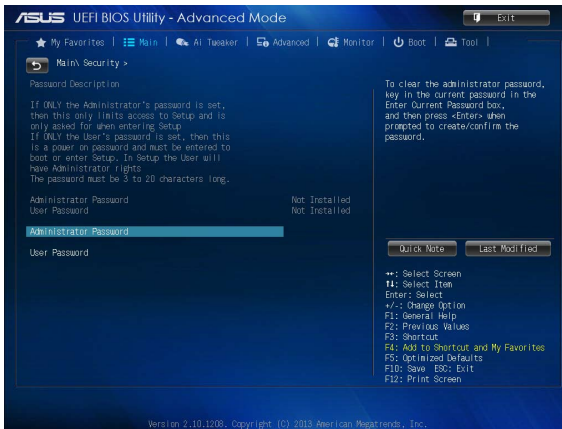 ASUS UEFI BIOS Utility - Advanced Mode
Exit
My Favorites | Main | Ai Tweaker | Advanced | Monitor | Boot | Tool |
Main\ Security >
Password Description
If ONLY the Administrator's password is set,
then this only limits access to Setup and is
only asked for when entering Setup
If ONLY the User's password is set, then this
is a power on password and must be entered to
boot or enter Setup. In Setup the User will
have Administrator rights
The password must be 3 to 20 characters long.
Administrator Password Not Installed
User Password Not Installed
Administrator Password
User Password
To clear the administrator password,
key in the current password in the
Enter Current Password box,
and then press <Enter> when
prompted to create/confirm the
password.
Quick Note Last Modified
→←: Select Screen
↑↓: Select Item
Enter: Select
+/-: Change Option
F1: General Help
F2: Previous Values
F3: Shortcut
F4: Add to Shortcut and My Favorites
F5: Optimized Defaults
F10: Save ESC: Exit
F12: Print Screen
Version 2.10.1208. Copyright (C) 2013 American Megatrends, Inc.